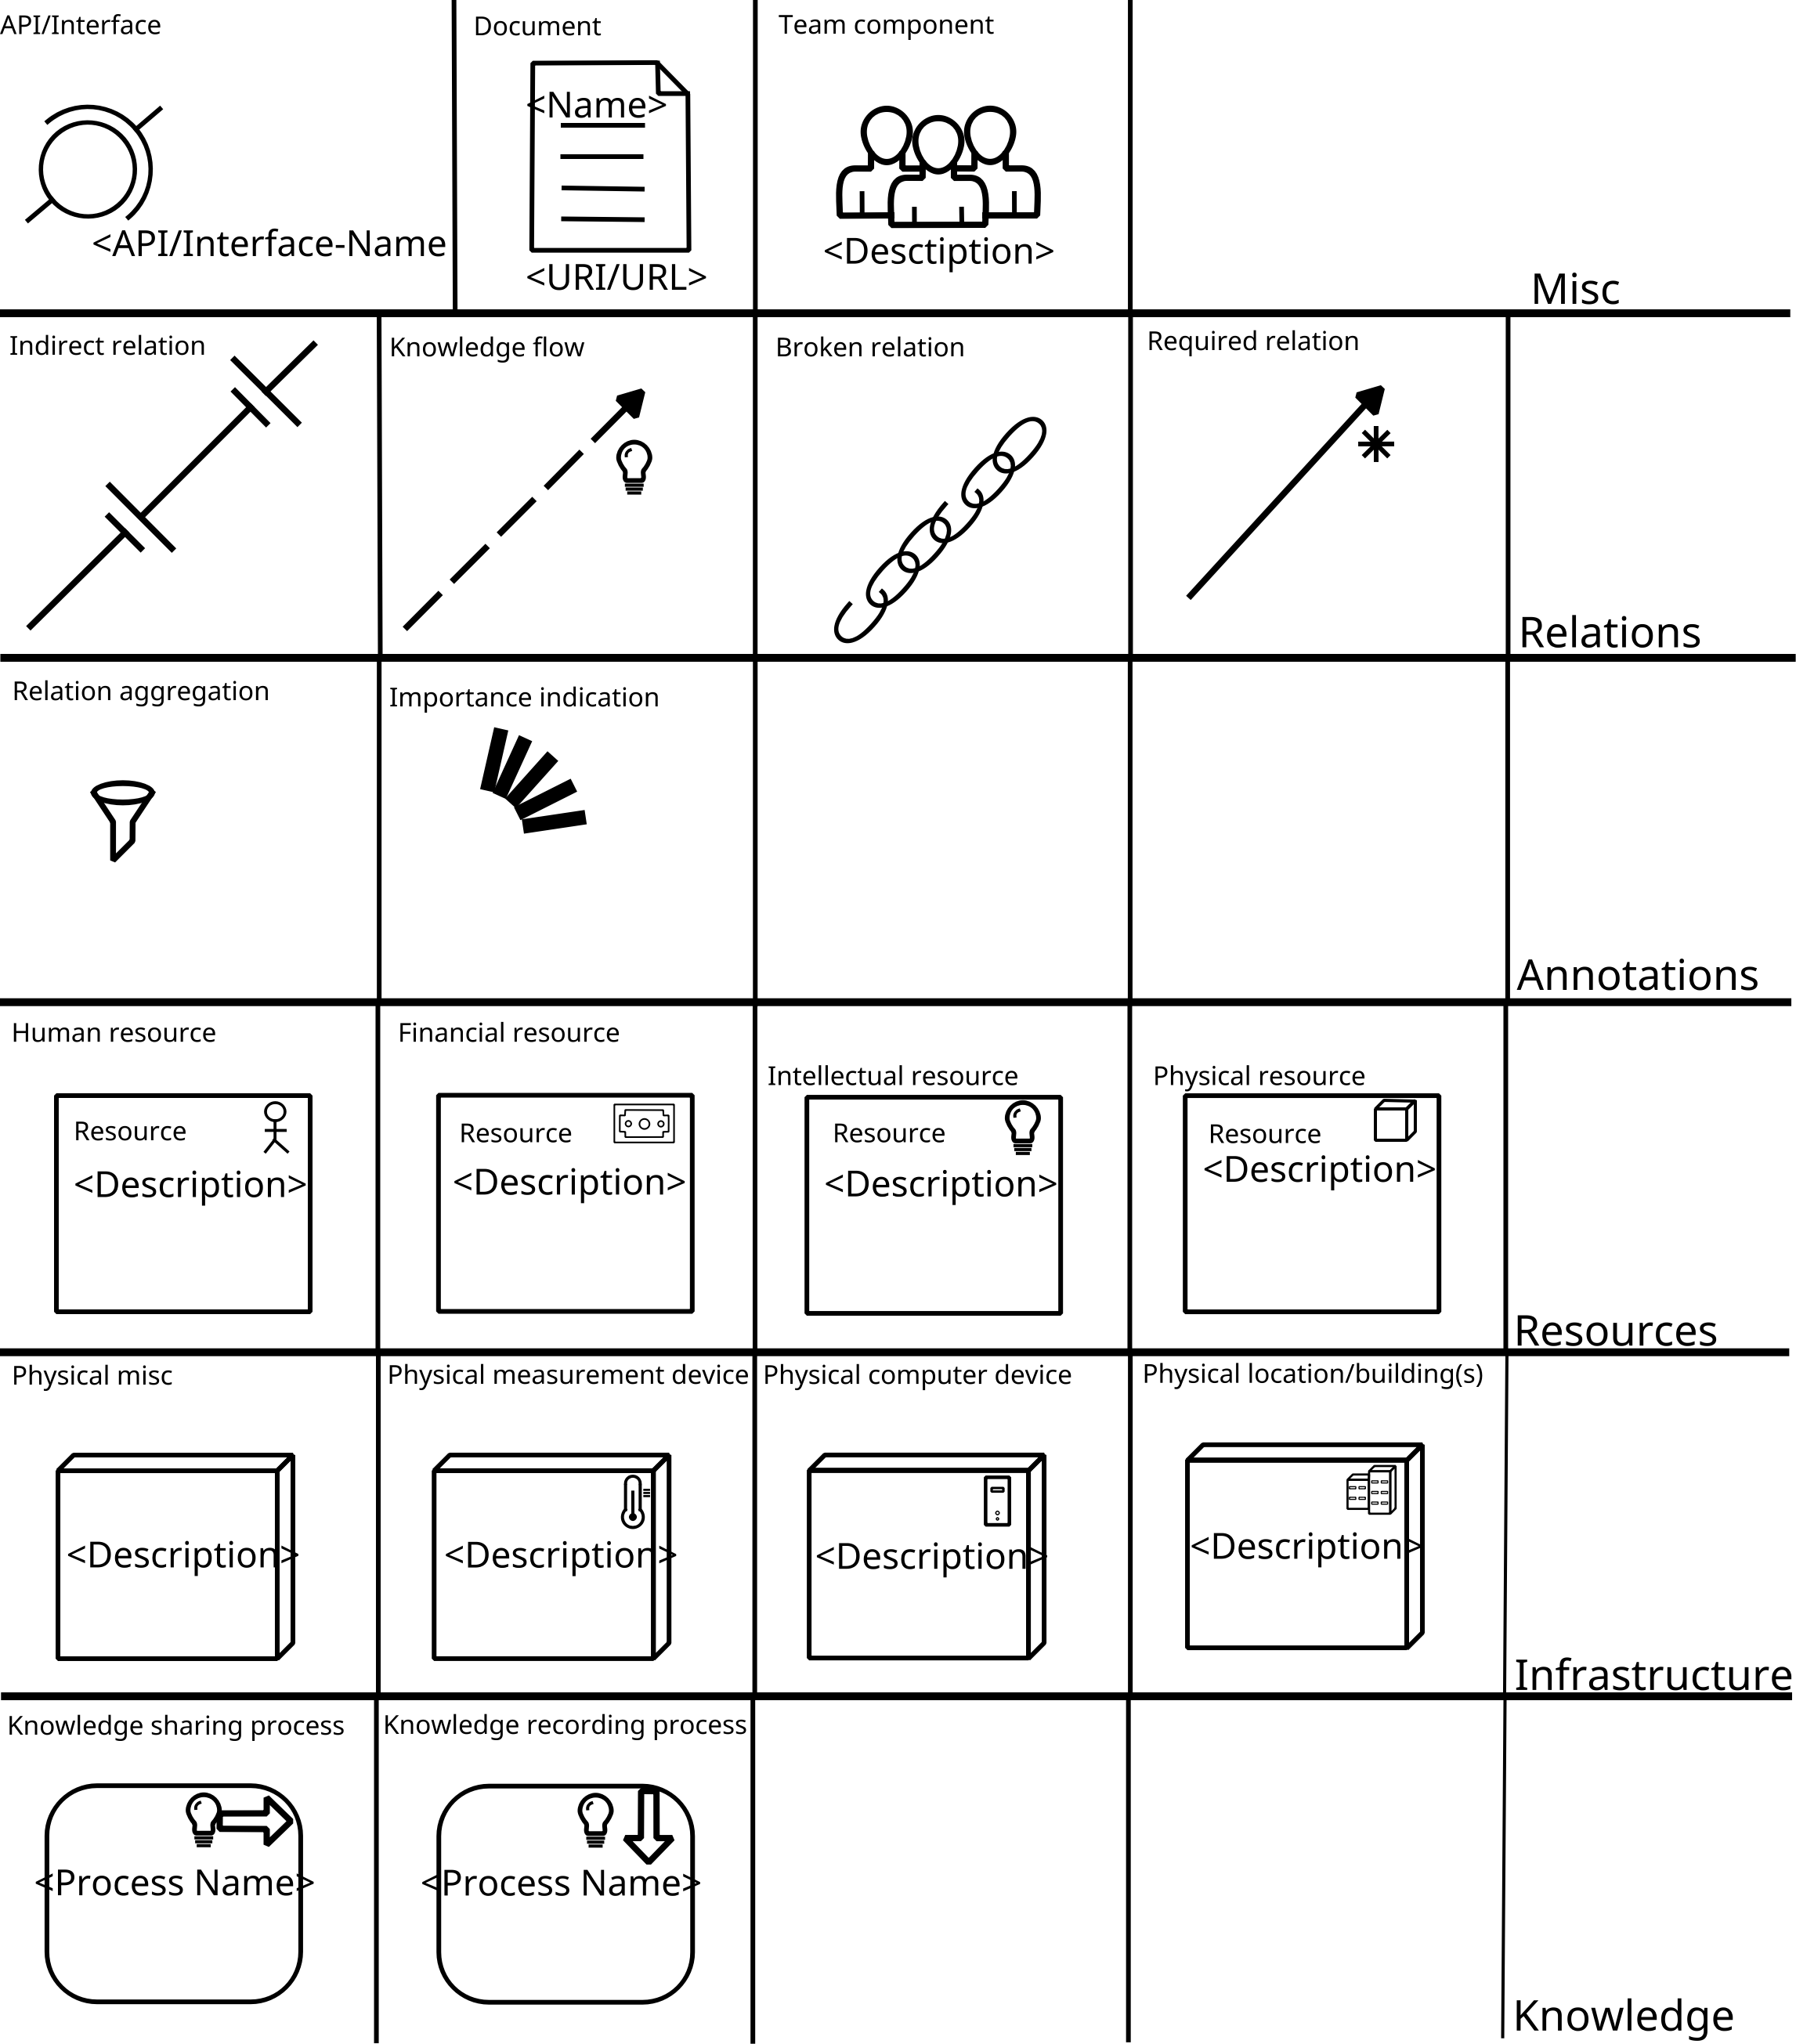 API/Interface
Document
Team component
<Name>
<API/Interface-Name
<URI/URL>
<Desctiption>
Misc
Indirect relation
Knowledge flow
Broken relation
Required relation
Relations
Relation aggregation
Importance indication
Annotations
Human resource
Financial resource
Intellectual resource
Physical resource
Resource
<Description>
Resource
<Description>
Resource
<Description>
Resource
<Description>
Resources
Physical misc
Physical measurement device
Physical computer device
Physical location/building(s)
<Description>
<Description>
<Description>
<Description>
Infrastructure
Knowledge sharing process
Knowledge recording process
<Process Name>
<Process Name>
Knowledge